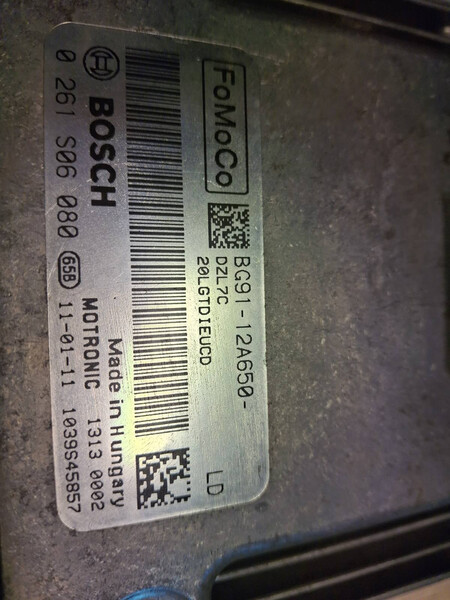 FoMoCo
BG91-12A650-
LD
DZL7C
20LGTDIEUCD
BOSCH
Made in Hungary
MOTRONIC 1313 0002
0 261 S06 080 65B 11-01-11 1039S45857